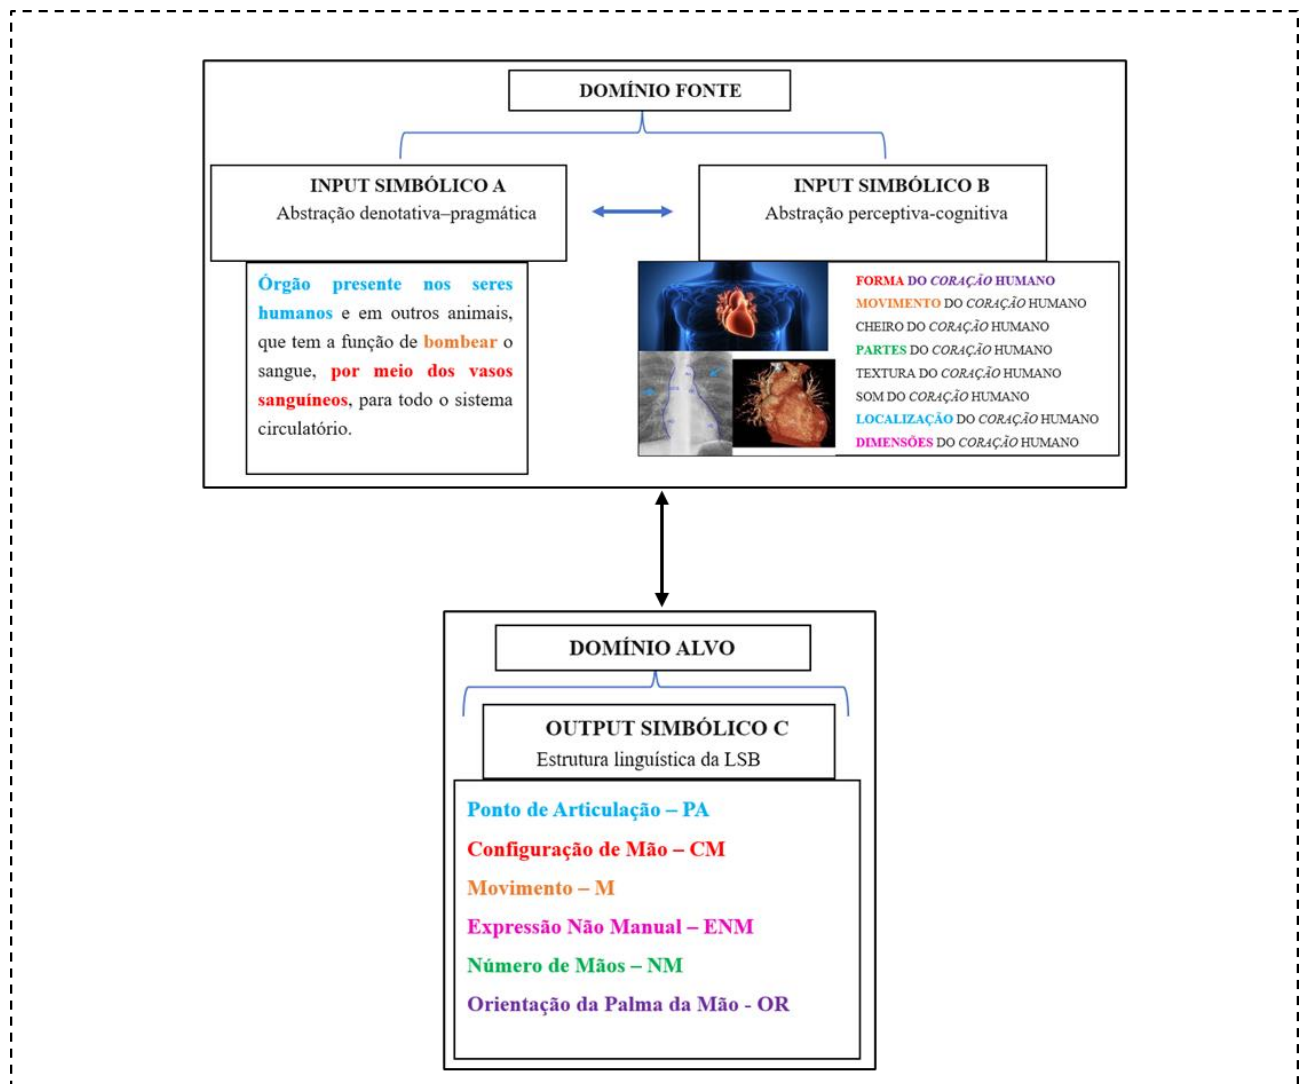 DOMÍNIO FONTE
INPUT SIMBÓLICO A
Abstração denotativa–pragmática
INPUT SIMBÓLICO B
Abstração perceptiva-cognitiva
Órgão presente nos seres
humanos e em outros animais,
que tem a função de bombear o
sangue, por meio dos vasos
sanguíneos, para todo o sistema
circulatório.
FORMA DO CORAÇÃO HUMANO
MOVIMENTO DO CORAÇÃO HUMANO
CHEIRO DO CORAÇÃO HUMANO
PARTES DO CORAÇÃO HUMANO
TEXTURA DO CORAÇÃO HUMANO
SOM DO CORAÇÃO HUMANO
LOCALIZAÇÃO DO CORAÇÃO HUMANO
DIMENSÕES DO CORAÇÃO HUMANO
DOMÍNIO ALVO
OUTPUT SIMBÓLICO C
Estrutura linguística da LSB
Ponto de Articulação – PA
Configuração de Mão – CM
Movimento – M
Expressão Não Manual – ENM
Número de Mãos – NM
Orientação da Palma da Mão - OR